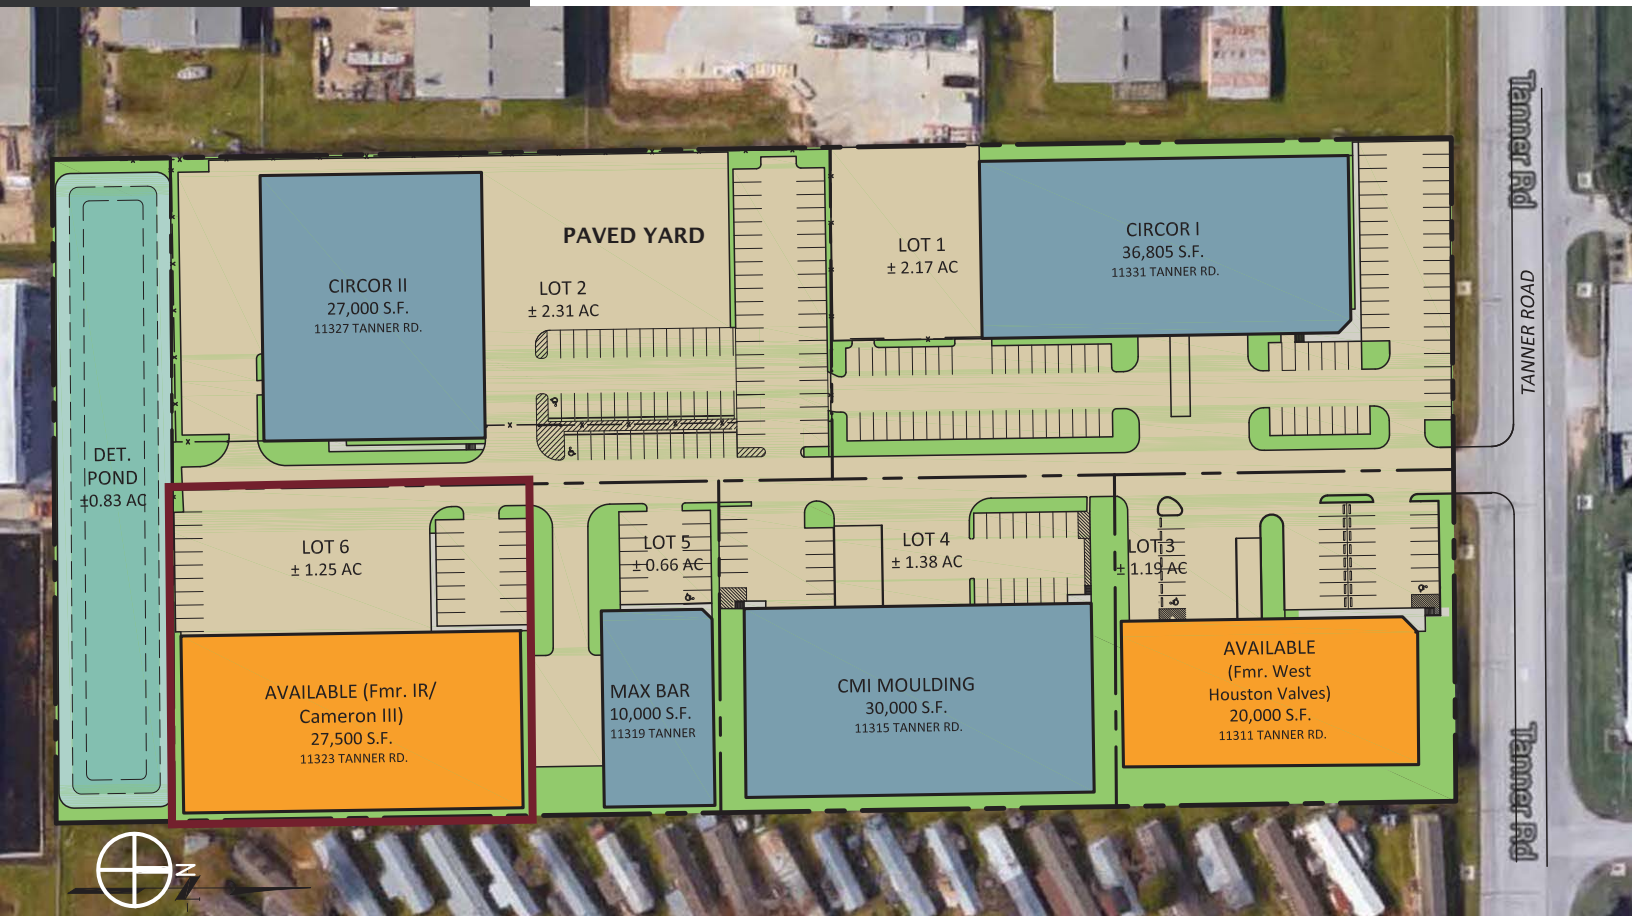 Tanner Rd
TANNER ROAD
PAVED YARD
CIRCOR I
36,805 S.F.
11331 TANNER RD.
LOT 1
± 2.17 AC
CIRCOR II
27,000 S.F.
11327 TANNER RD.
LOT 2
± 2.31 AC
DET.
POND
±0.83 AC
LOT 6
± 1.25 AC
LOT 5
± 0.66 AC
LOT 4
± 1.38 AC
LOT 3
± 1.19 AC
AVAILABLE (Fmr. IR/
Cameron III)
27,500 S.F.
11323 TANNER RD.
MAX BAR
10,000 S.F.
11319 TANNER
CMI MOULDING
30,000 S.F.
11315 TANNER RD.
AVAILABLE
(Fmr. West
Houston Valves)
20,000 S.F.
11311 TANNER RD.
Tanner Rd
N